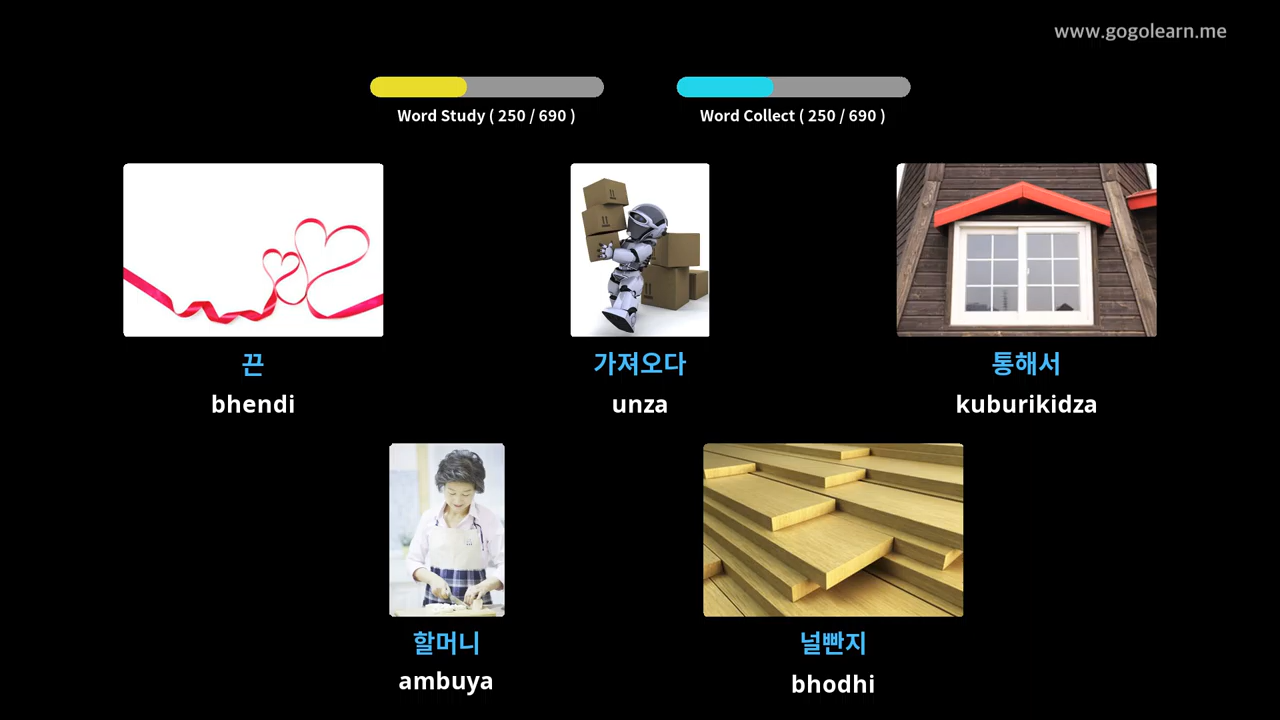 www.gogolearn.me
Word Study ( 250 / 690 )
Word Collect ( 250 / 690 )
끈
bhendi
가져오다
unza
통해서
kuburikidza
할머니
ambuya
널빤지
bhodhi